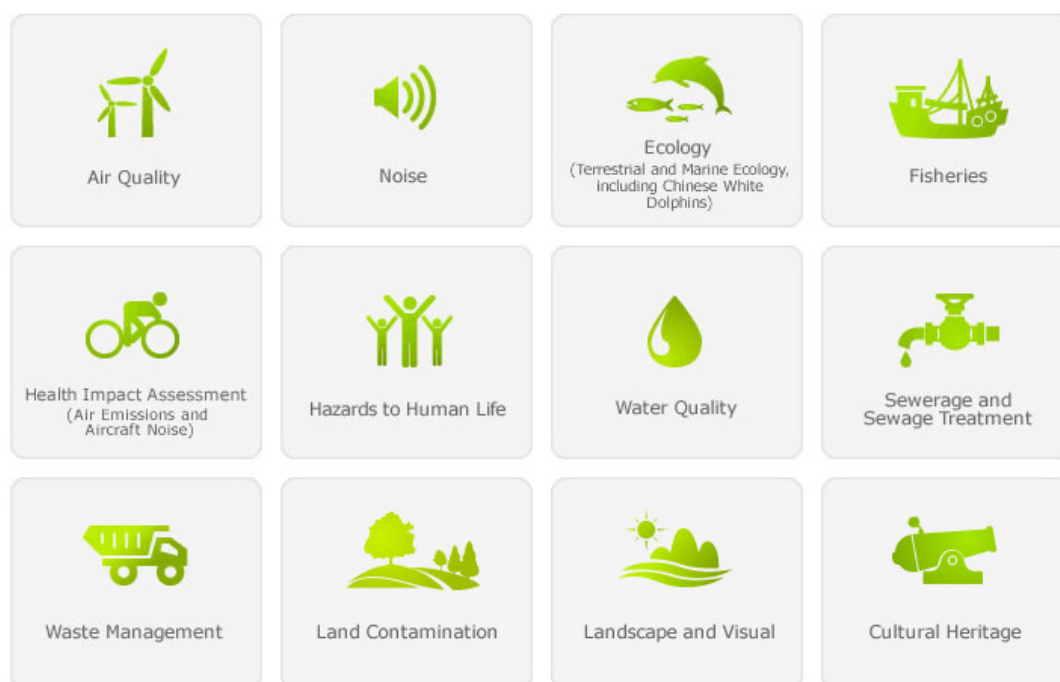 Air Quality
Noise
Ecology
(Terrestrial and Marine Ecology,
including Chinese White
Dolphins)
Fisheries
Health Impact Assessment
(Air Emissions and
Aircraft Noise)
Hazards to Human Life
Water Quality
Sewerage and
Sewage Treatment
Waste Management
Land Contamination
Landscape and Visual
Cultural Heritage